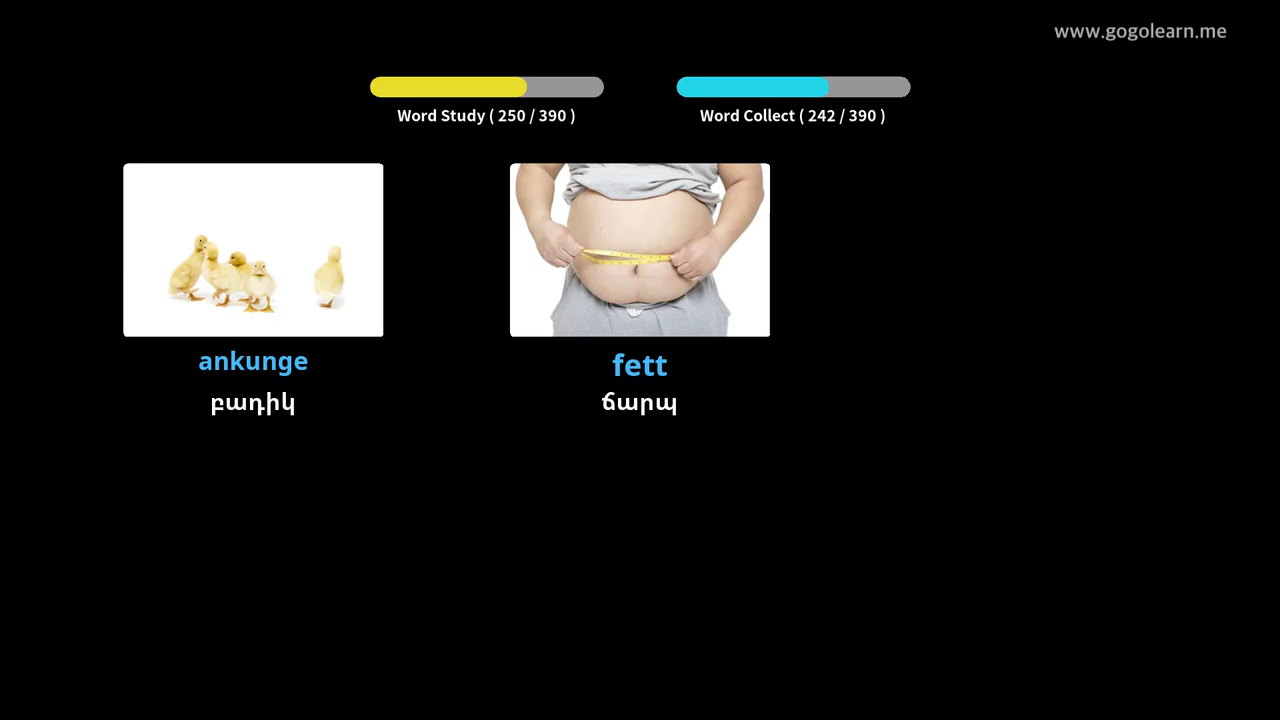 www.gogolearn.me
Word Study ( 250 / 390 )
Word Collect ( 242 / 390 )
ankunge
բադիկ
fett
ճարպ